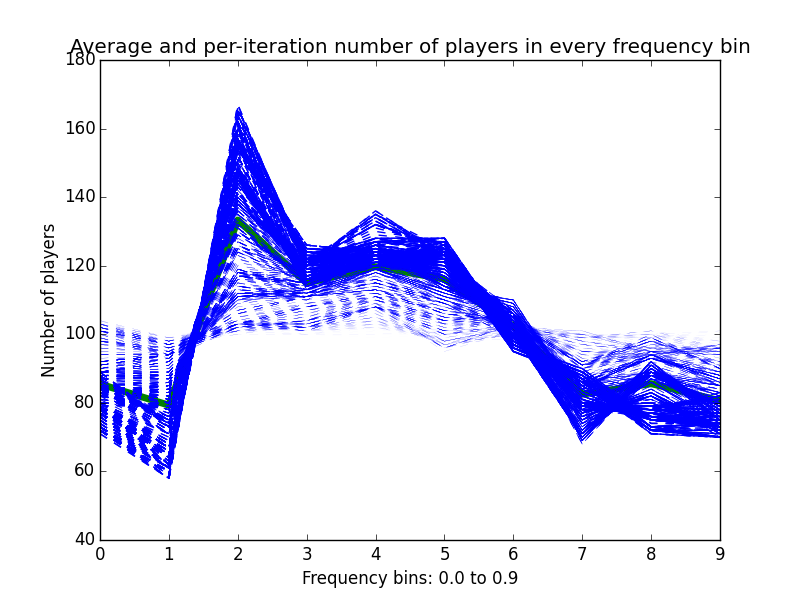 Average and per-iteration number of players in every frequency bin
180
160
140
120
100
80
60
40
Number of players
0 1 2 3 4 5 6 7 8 9
Frequency bins: 0.0 to 0.9